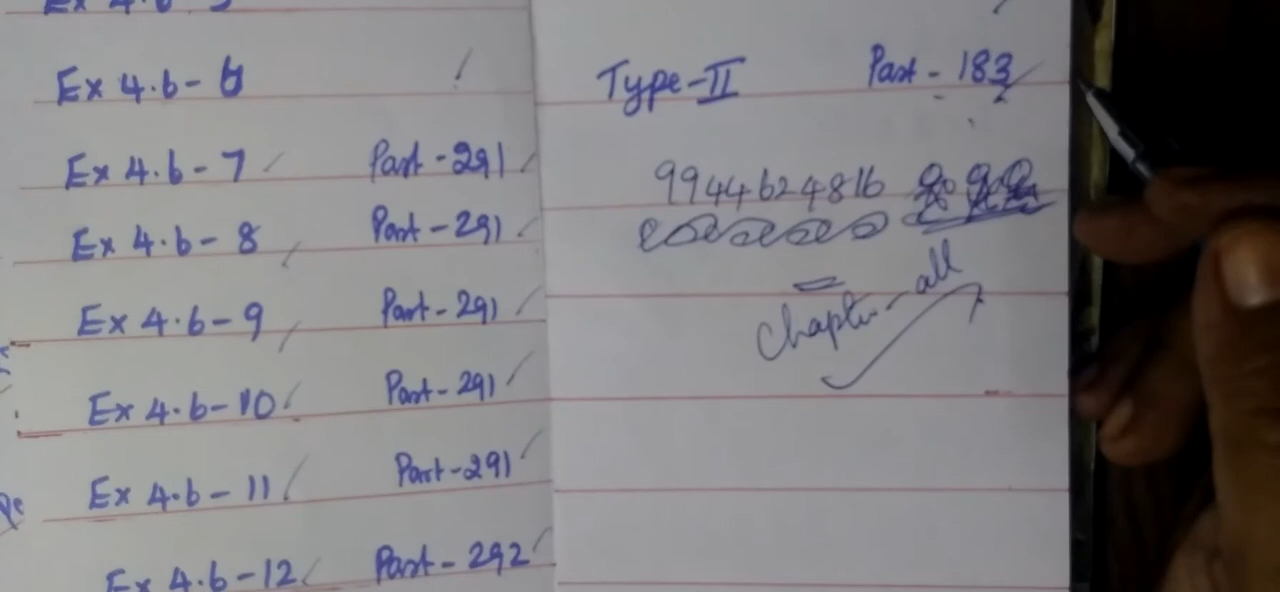 Ex 4.6-6
Ex 4.6-7 Part-291
Ex 4.6-8 Part-291
Ex 4.6-9 Part-291
Ex 4.6-10 Part-291
Ex 4.6-11 Part-291
Ex 4.6-12 Part-292
Type-II Part-183
9944624816
Chapter-all